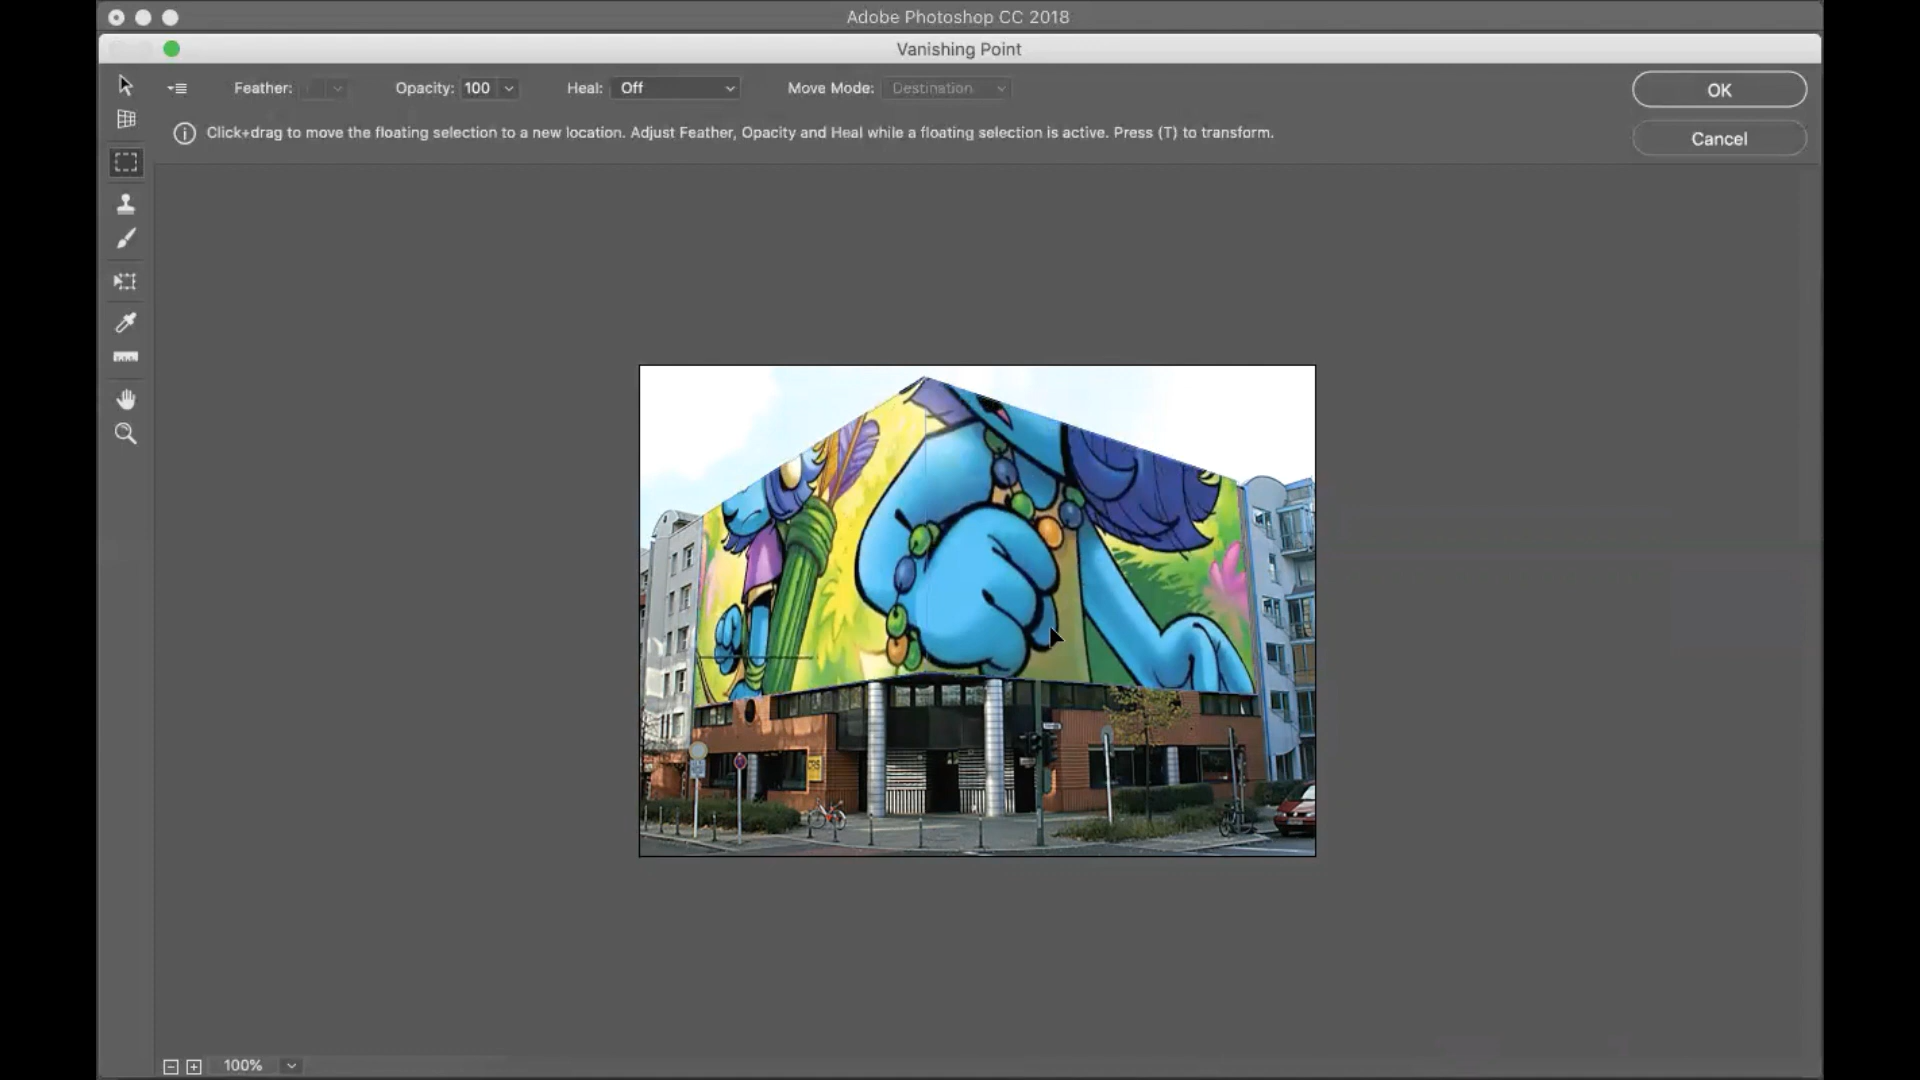 Adobe Photoshop CC 2018
Vanishing Point
Feather:
Opacity: 100
Heal: Off
Move Mode: Destination
OK
Click+drag to move the floating selection to a new location. Adjust Feather, Opacity and Heal while a floating selection is active. Press (T) to transform.
Cancel
100%